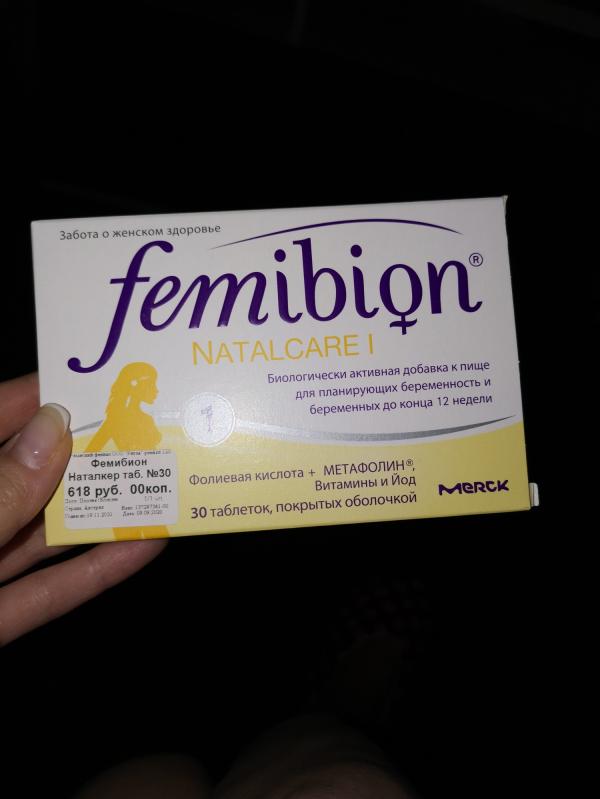 Забота о женском здоровье
femibion®
NATALCARE I
Биологически активная добавка к пище
для планирующих беременность и
беременных до конца 12 недели
Фолиевая кислота + МЕТАФОЛИН®,
Витамины и Йод
30 таблеток, покрытых оболочкой
MERCK
Фемибион
Наталкер таб. №30
618 руб. 00коп.